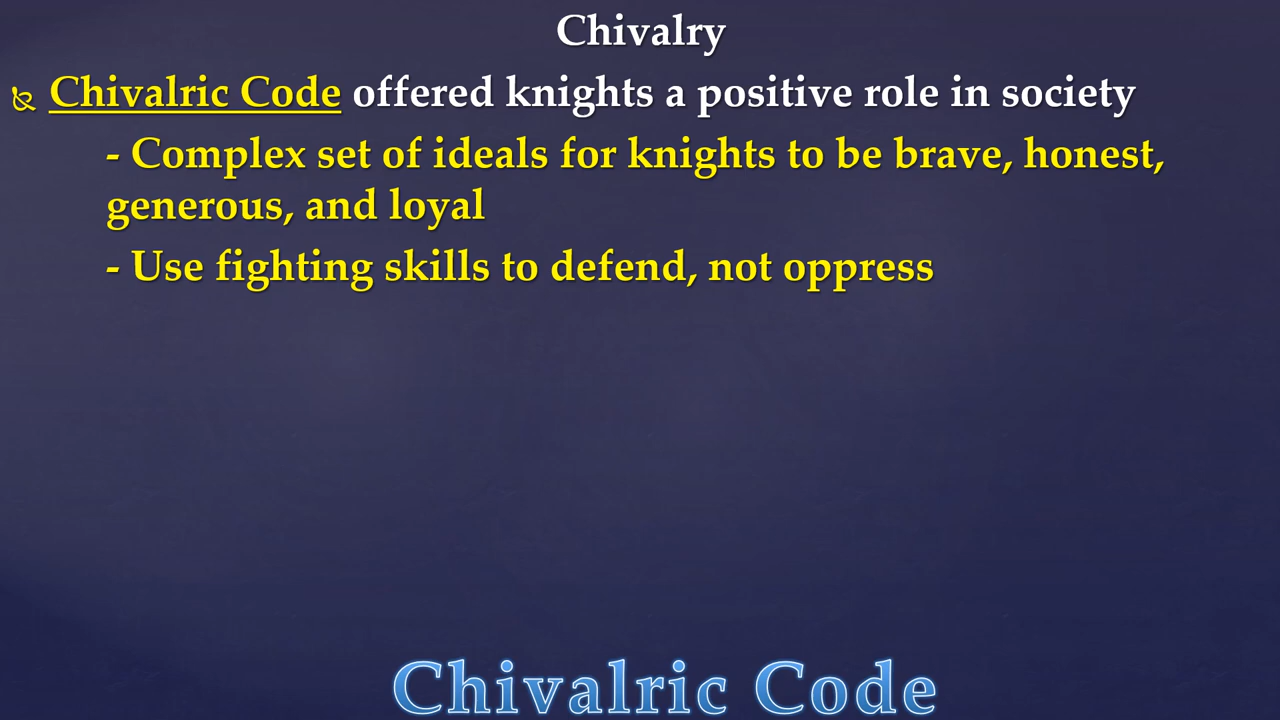 Chivalry
Chivalric Code offered knights a positive role in society
- Complex set of ideals for knights to be brave, honest,
generous, and loyal
- Use fighting skills to defend, not oppress
Chivalric Code